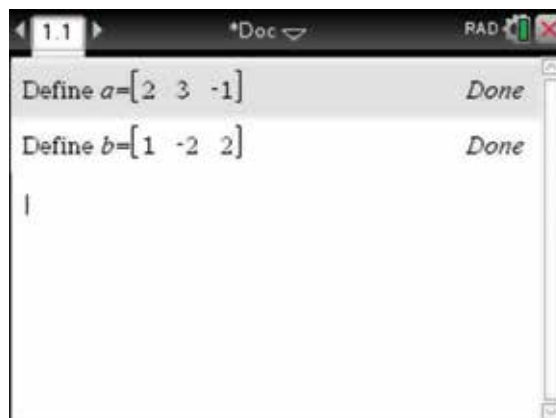 1.1 *Doc RAD
Define a=[2 3 -1] Done
Define b=[1 -2 2] Done